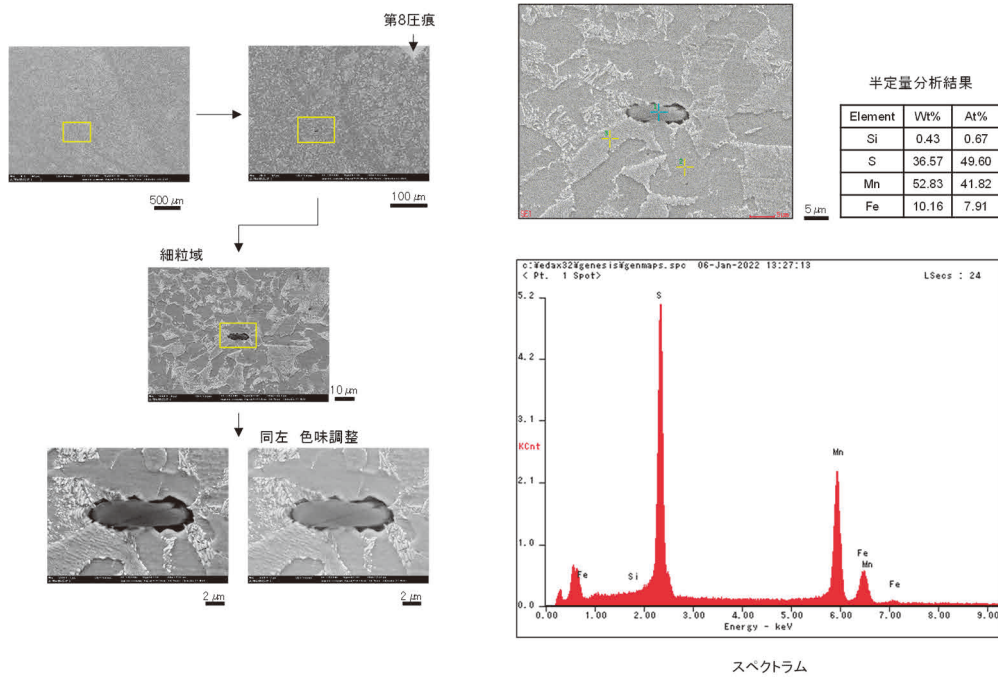 第8圧痕
500 μm
100 μm
細粒域
10 μm
同左 色味調整
2 μm
2 μm
5 μm
半定量分析結果
Element Wt% At%
Si 0.43 0.67
S 36.57 49.60
Mn 52.83 41.82
Fe 10.16 7.91
c:¥edax32¥genesis¥genmaps.spc 06-Jan-2022 13:27:13
< Pt. 1 Spot> LSecs : 24
5.2
4.2
3.1
KCnt
2.1
1.0
0.0
S
Mn
Fe
Mn
Fe
Si
Fe
0.00 1.00 2.00 3.00 4.00 5.00 6.00 7.00 8.00 9.00
Energy - keV
スペクトラム